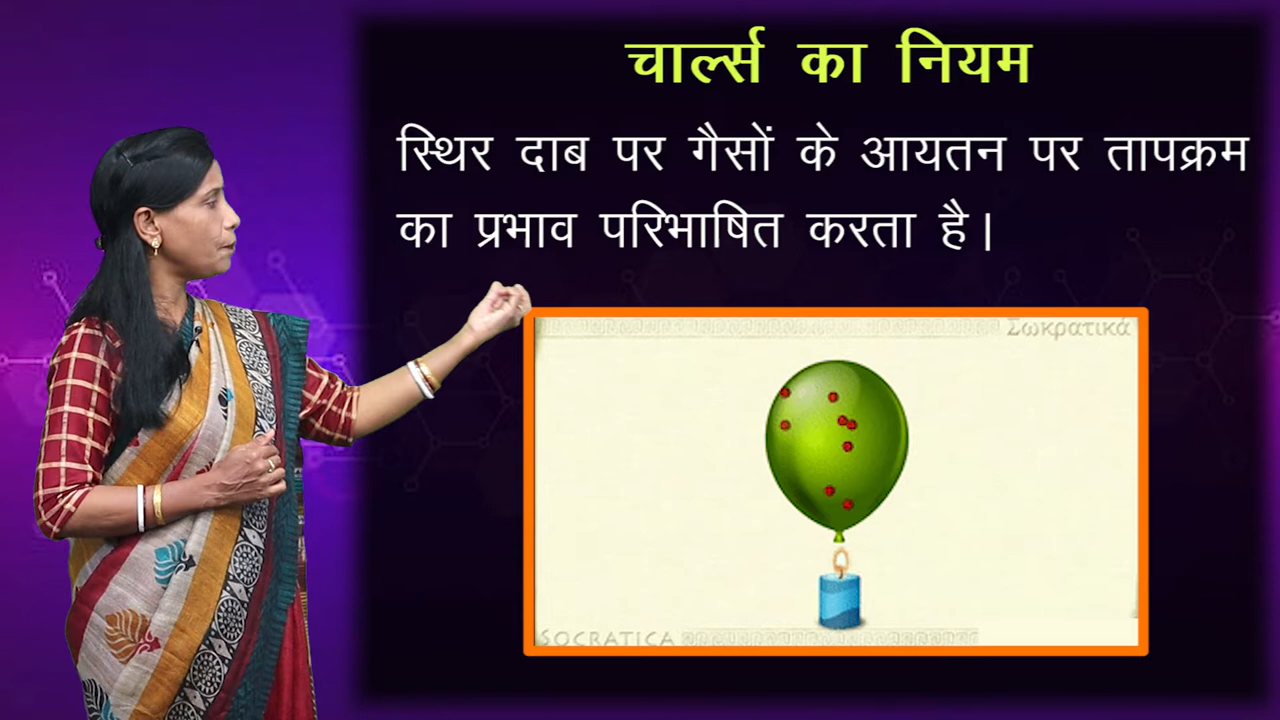 चार्ल्स का नियम
स्थिर दाब पर गैसों के आयतन पर तापक्रम
का प्रभाव परिभाषित करता है।
Σωκρατικά
SOCRATICA